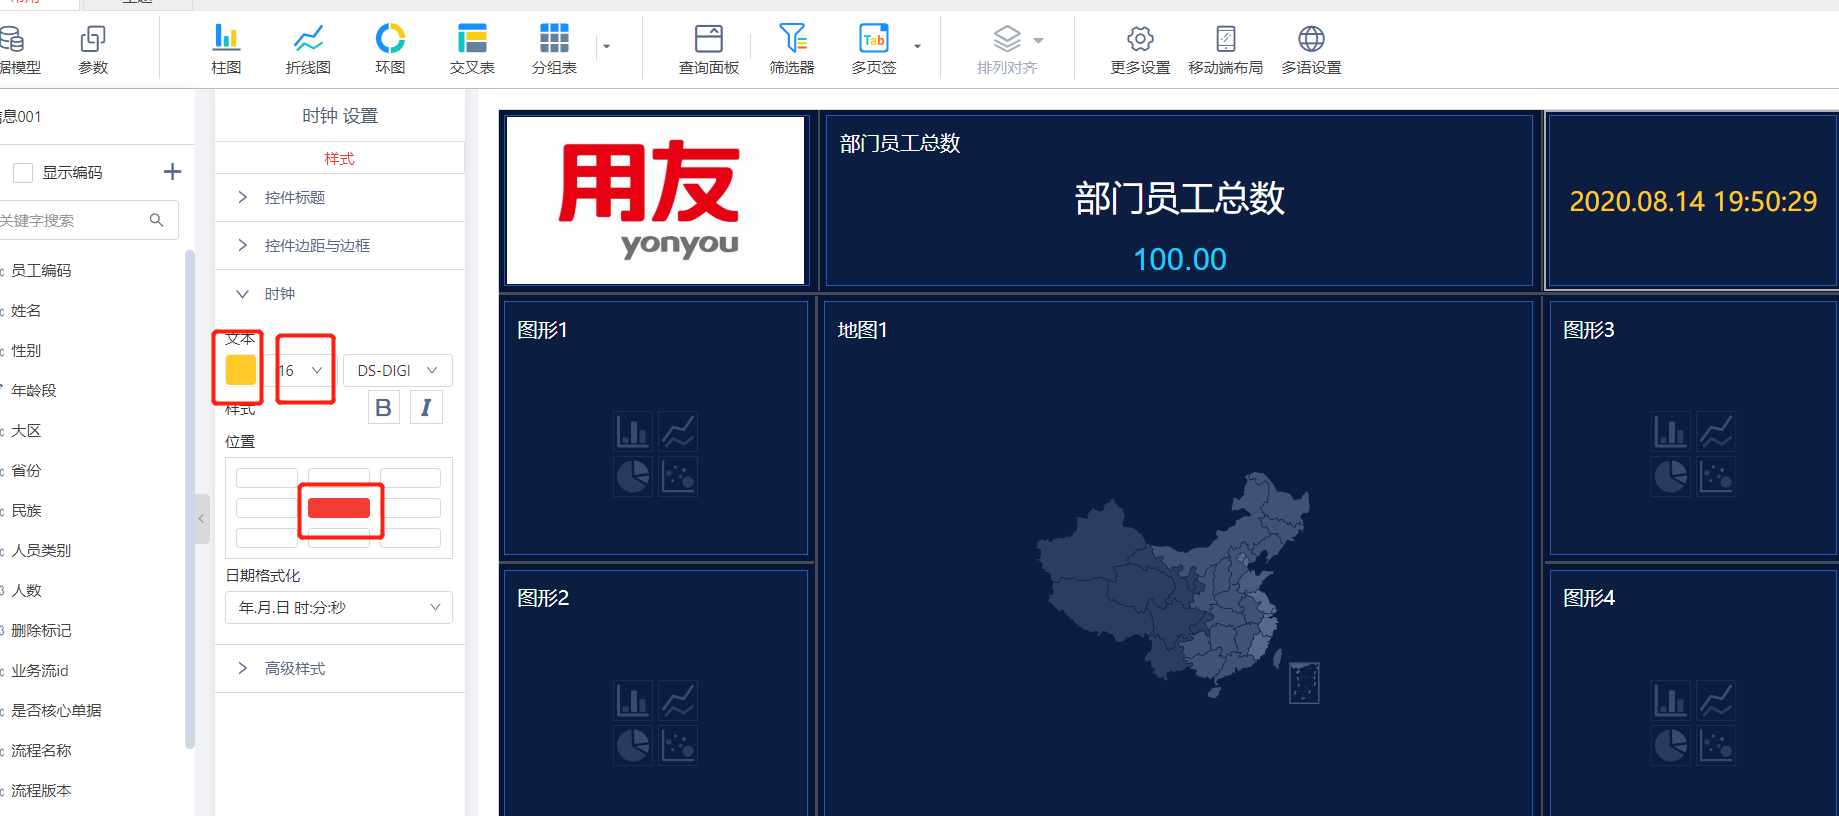 据模型
参数
柱图
折线图
环图
交叉表
分组表
查询面板
筛选器
Tab
多页签
排列对齐
更多设置
移动端布局
多语设置
信息001
显示编码
关键字搜索
员工编码
姓名
性别
年龄段
大区
省份
民族
人员类别
人数
删除标记
业务流id
是否核心单据
流程名称
流程版本
时钟 设置
样式
控件标题
控件边距与边框
时钟
文本
16
DS-DIGI
样式
B
I
位置
日期格式化
年.月.日 时:分:秒
高级样式
用友
yonyou
部门员工总数
部门员工总数
100.00
2020.08.14 19:50:29
图形1
地图1
图形3
图形2
图形4